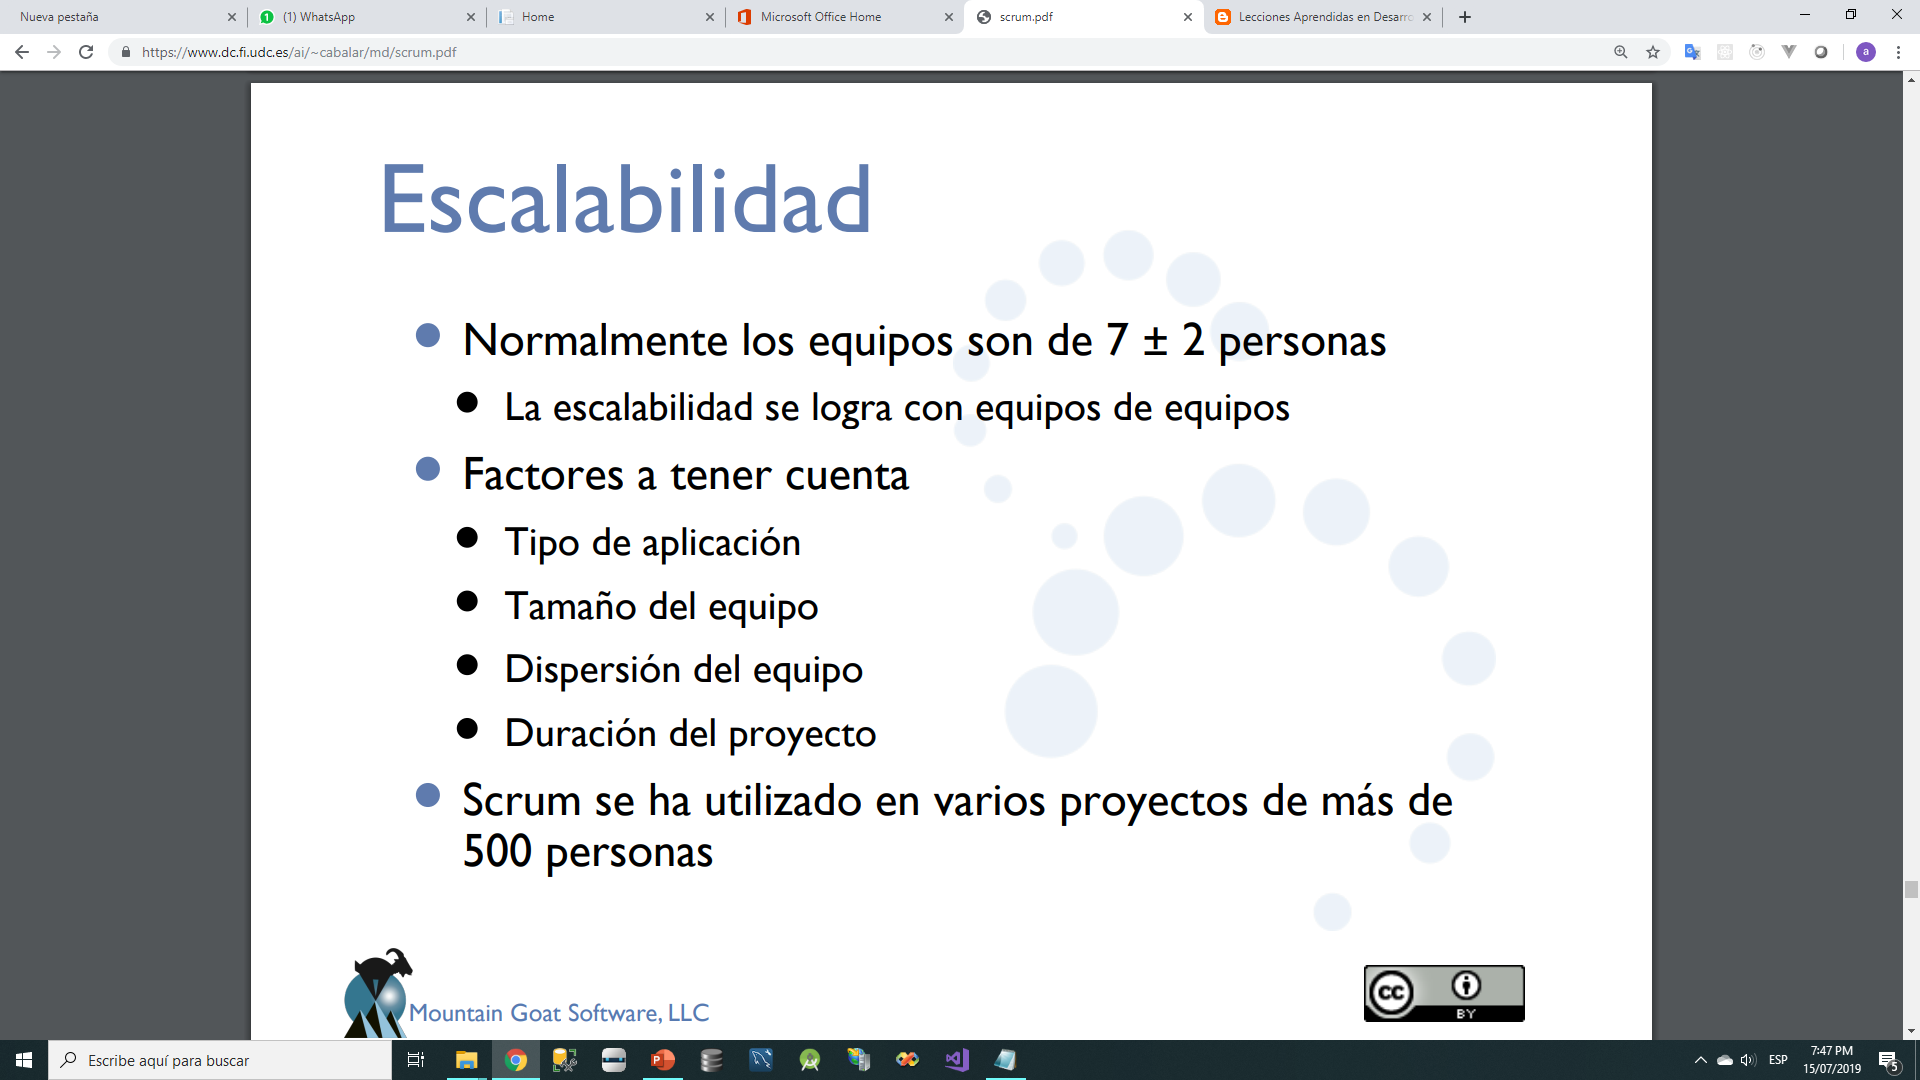 Nueva pestaña
(1) WhatsApp
Home
Microsoft Office Home
scrum.pdf
Lecciones Aprendidas en Desarro
https://www.dc.fi.udc.es/ai/~cabalar/md/scrum.pdf
a
Escalabilidad
Normalmente los equipos son de 7 ± 2 personas
La escalabilidad se logra con equipos de equipos
Factores a tener cuenta
Tipo de aplicación
Tamaño del equipo
Dispersión del equipo
Duración del proyecto
Scrum se ha utilizado en varios proyectos de más de
500 personas
Mountain Goat Software, LLC
cc
BY
Escribe aquí para buscar
ESP
7:47 PM
15/07/2019
5